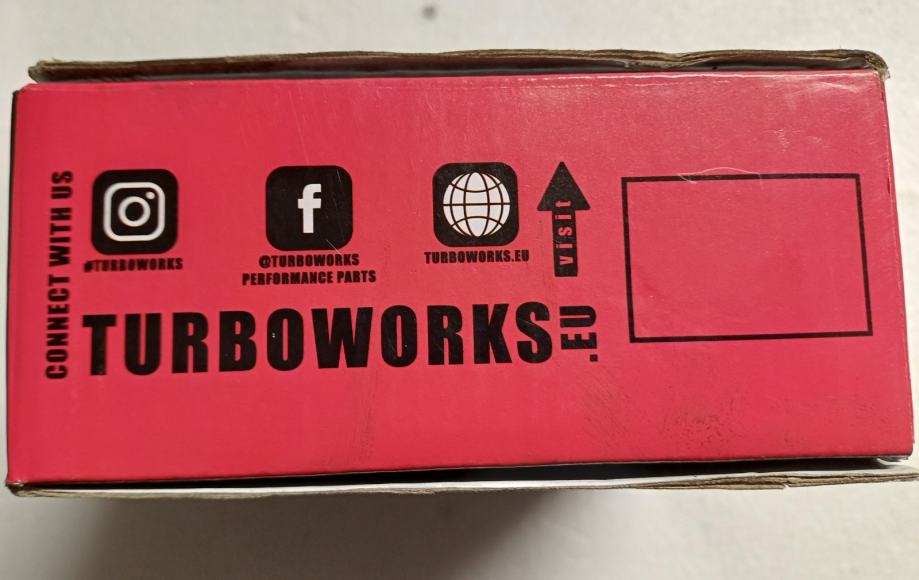 CONNECT WITH US
#TURBOWORKS
@TURBOWORKS
PERFORMANCE PARTS
TURBOWORKS.EU
visit
TURBOWORKS.EU